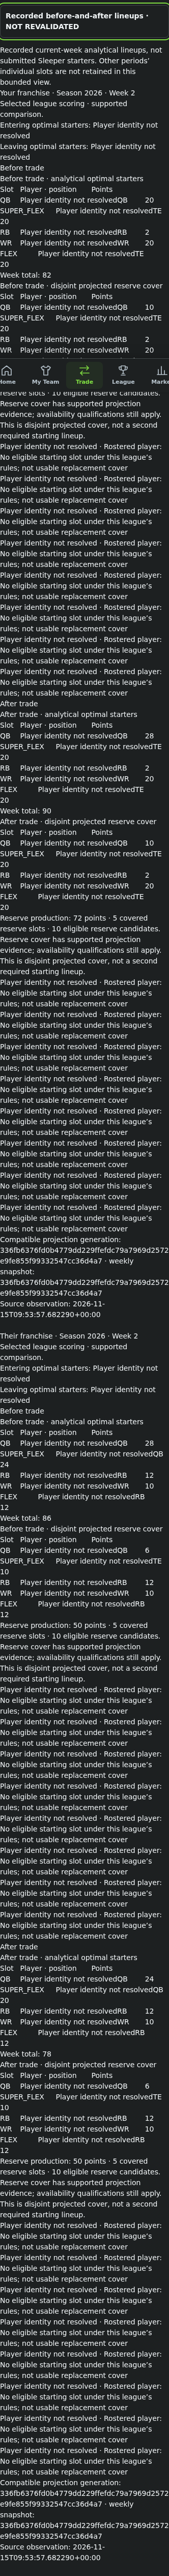 Recorded before-and-after lineups ·
NOT REVALIDATED
Recorded current-week analytical lineups, not
submitted Sleeper starters. Other periods’
individual slots are not retained in this
bounded view.
Your franchise · Season 2026 · Week 2
Selected league scoring · supported
comparison.
Entering optimal starters: Player identity not
resolved
Leaving optimal starters: Player identity not
resolved
Before trade
Before trade · analytical optimal starters
Slot Player · position Points
QB Player identity not resolvedQB 20
SUPER_FLEX Player identity not resolvedTE
20
RB Player identity not resolvedRB 2
WR Player identity not resolvedWR 20
FLEX Player identity not resolvedTE
20
Week total: 82
Before trade · disjoint projected reserve cover
Slot Player · position Points
QB Player identity not resolvedQB 10
SUPER_FLEX Player identity not resolvedTE
20
RB Player identity not resolvedRB 2
WR Player identity not resolvedWR 20
ome My Team Trade League Marke
reserve slots · 10 eligible reserve candidates.
Reserve cover has supported projection
evidence; availability qualifications still apply.
This is disjoint projected cover, not a second
required starting lineup.
Player identity not resolved · Rostered player:
No eligible starting slot under this league’s
rules; not usable replacement cover
Player identity not resolved · Rostered player:
No eligible starting slot under this league’s
rules; not usable replacement cover
Player identity not resolved · Rostered player:
No eligible starting slot under this league’s
rules; not usable replacement cover
Player identity not resolved · Rostered player:
No eligible starting slot under this league’s
rules; not usable replacement cover
Player identity not resolved · Rostered player:
No eligible starting slot under this league’s
rules; not usable replacement cover
Player identity not resolved · Rostered player:
No eligible starting slot under this league’s
rules; not usable replacement cover
Player identity not resolved · Rostered player:
No eligible starting slot under this league’s
rules; not usable replacement cover
Player identity not resolved · Rostered player:
No eligible starting slot under this league’s
rules; not usable replacement cover
After trade
After trade · analytical optimal starters
Slot Player · position Points
QB Player identity not resolvedQB 28
SUPER_FLEX Player identity not resolvedTE
20
RB Player identity not resolvedRB 2
WR Player identity not resolvedWR 20
FLEX Player identity not resolvedTE
20
Week total: 90
After trade · disjoint projected reserve cover
Slot Player · position Points
QB Player identity not resolvedQB 10
SUPER_FLEX Player identity not resolvedTE
20
RB Player identity not resolvedRB 2
WR Player identity not resolvedWR 20
FLEX Player identity not resolvedTE
20
Reserve production: 72 points · 5 covered
reserve slots · 10 eligible reserve candidates.
Reserve cover has supported projection
evidence; availability qualifications still apply.
This is disjoint projected cover, not a second
required starting lineup.
Player identity not resolved · Rostered player:
No eligible starting slot under this league’s
rules; not usable replacement cover
Player identity not resolved · Rostered player:
No eligible starting slot under this league’s
rules; not usable replacement cover
Player identity not resolved · Rostered player:
No eligible starting slot under this league’s
rules; not usable replacement cover
Player identity not resolved · Rostered player:
No eligible starting slot under this league’s
rules; not usable replacement cover
Player identity not resolved · Rostered player:
No eligible starting slot under this league’s
rules; not usable replacement cover
Player identity not resolved · Rostered player:
No eligible starting slot under this league’s
rules; not usable replacement cover
Player identity not resolved · Rostered player:
No eligible starting slot under this league’s
rules; not usable replacement cover
Player identity not resolved · Rostered player:
No eligible starting slot under this league’s
rules; not usable replacement cover
Compatible projection generation:
336fb6376fd0b4779dd229ffefdc79a7969d2572
e9fe855f99332547cc36d4a7 · weekly
snapshot:
336fb6376fd0b4779dd229ffefdc79a7969d2572
e9fe855f99332547cc36d4a7
Source observation: 2026-11-
15T09:53:57.682290+00:00
Their franchise · Season 2026 · Week 2
Selected league scoring · supported
comparison.
Entering optimal starters: Player identity not
resolved
Leaving optimal starters: Player identity not
resolved
Before trade
Before trade · analytical optimal starters
Slot Player · position Points
QB Player identity not resolvedQB 28
SUPER_FLEX Player identity not resolvedQB
24
RB Player identity not resolvedRB 12
WR Player identity not resolvedWR 10
FLEX Player identity not resolvedRB
12
Week total: 86
Before trade · disjoint projected reserve cover
Slot Player · position Points
QB Player identity not resolvedQB 6
SUPER_FLEX Player identity not resolvedTE
10
RB Player identity not resolvedRB 12
WR Player identity not resolvedWR 10
FLEX Player identity not resolvedRB
12
Reserve production: 50 points · 5 covered
reserve slots · 10 eligible reserve candidates.
Reserve cover has supported projection
evidence; availability qualifications still apply.
This is disjoint projected cover, not a second
required starting lineup.
Player identity not resolved · Rostered player:
No eligible starting slot under this league’s
rules; not usable replacement cover
Player identity not resolved · Rostered player:
No eligible starting slot under this league’s
rules; not usable replacement cover
Player identity not resolved · Rostered player:
No eligible starting slot under this league’s
rules; not usable replacement cover
Player identity not resolved · Rostered player:
No eligible starting slot under this league’s
rules; not usable replacement cover
Player identity not resolved · Rostered player:
No eligible starting slot under this league’s
rules; not usable replacement cover
Player identity not resolved · Rostered player:
No eligible starting slot under this league’s
rules; not usable replacement cover
Player identity not resolved · Rostered player:
No eligible starting slot under this league’s
rules; not usable replacement cover
Player identity not resolved · Rostered player:
No eligible starting slot under this league’s
rules; not usable replacement cover
After trade
After trade · analytical optimal starters
Slot Player · position Points
QB Player identity not resolvedQB 24
SUPER_FLEX Player identity not resolvedQB
20
RB Player identity not resolvedRB 12
WR Player identity not resolvedWR 10
FLEX Player identity not resolvedRB
12
Week total: 78
After trade · disjoint projected reserve cover
Slot Player · position Points
QB Player identity not resolvedQB 6
SUPER_FLEX Player identity not resolvedTE
10
RB Player identity not resolvedRB 12
WR Player identity not resolvedWR 10
FLEX Player identity not resolvedRB
12
Reserve production: 50 points · 5 covered
reserve slots · 10 eligible reserve candidates.
Reserve cover has supported projection
evidence; availability qualifications still apply.
This is disjoint projected cover, not a second
required starting lineup.
Player identity not resolved · Rostered player:
No eligible starting slot under this league’s
rules; not usable replacement cover
Player identity not resolved · Rostered player:
No eligible starting slot under this league’s
rules; not usable replacement cover
Player identity not resolved · Rostered player:
No eligible starting slot under this league’s
rules; not usable replacement cover
Player identity not resolved · Rostered player:
No eligible starting slot under this league’s
rules; not usable replacement cover
Player identity not resolved · Rostered player:
No eligible starting slot under this league’s
rules; not usable replacement cover
Player identity not resolved · Rostered player:
No eligible starting slot under this league’s
rules; not usable replacement cover
Player identity not resolved · Rostered player:
No eligible starting slot under this league’s
rules; not usable replacement cover
Player identity not resolved · Rostered player:
No eligible starting slot under this league’s
rules; not usable replacement cover
Compatible projection generation:
336fb6376fd0b4779dd229ffefdc79a7969d2572
e9fe855f99332547cc36d4a7 · weekly
snapshot:
336fb6376fd0b4779dd229ffefdc79a7969d2572
e9fe855f99332547cc36d4a7
Source observation: 2026-11-
15T09:53:57.682290+00:00